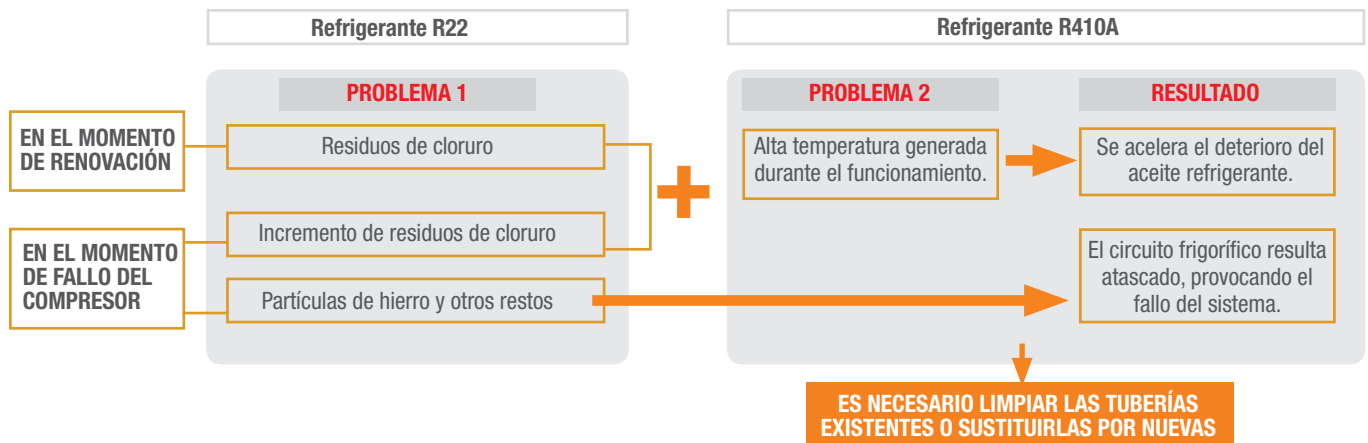 Refrigerante R22
Refrigerante R410A
PROBLEMA 1
PROBLEMA 2
RESULTADO
EN EL MOMENTO
DE RENOVACIÓN
Residuos de cloruro
Alta temperatura generada
durante el funcionamiento.
Se acelera el deterioro del
aceite refrigerante.
EN EL MOMENTO
DE FALLO DEL
COMPRESOR
Incremento de residuos de cloruro
Partículas de hierro y otros restos
El circuito frigorífico resulta
atascado, provocando el
fallo del sistema.
ES NECESARIO LIMPIAR LAS TUBERÍAS
EXISTENTES O SUSTITUIRLAS POR NUEVAS